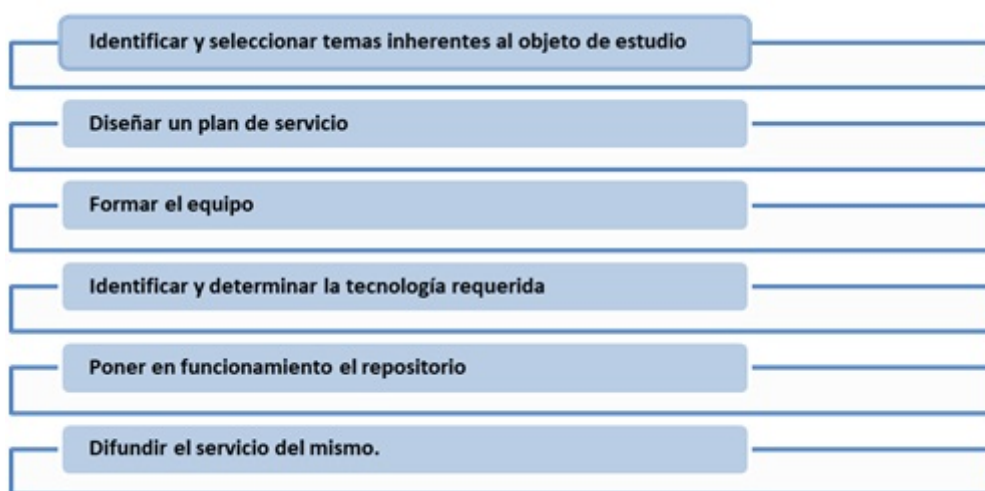 Identificar y seleccionar temas inherentes al objeto de estudio
Diseñar un plan de servicio
Formar el equipo
Identificar y determinar la tecnología requerida
Poner en funcionamiento el repositorio
Difundir el servicio del mismo.